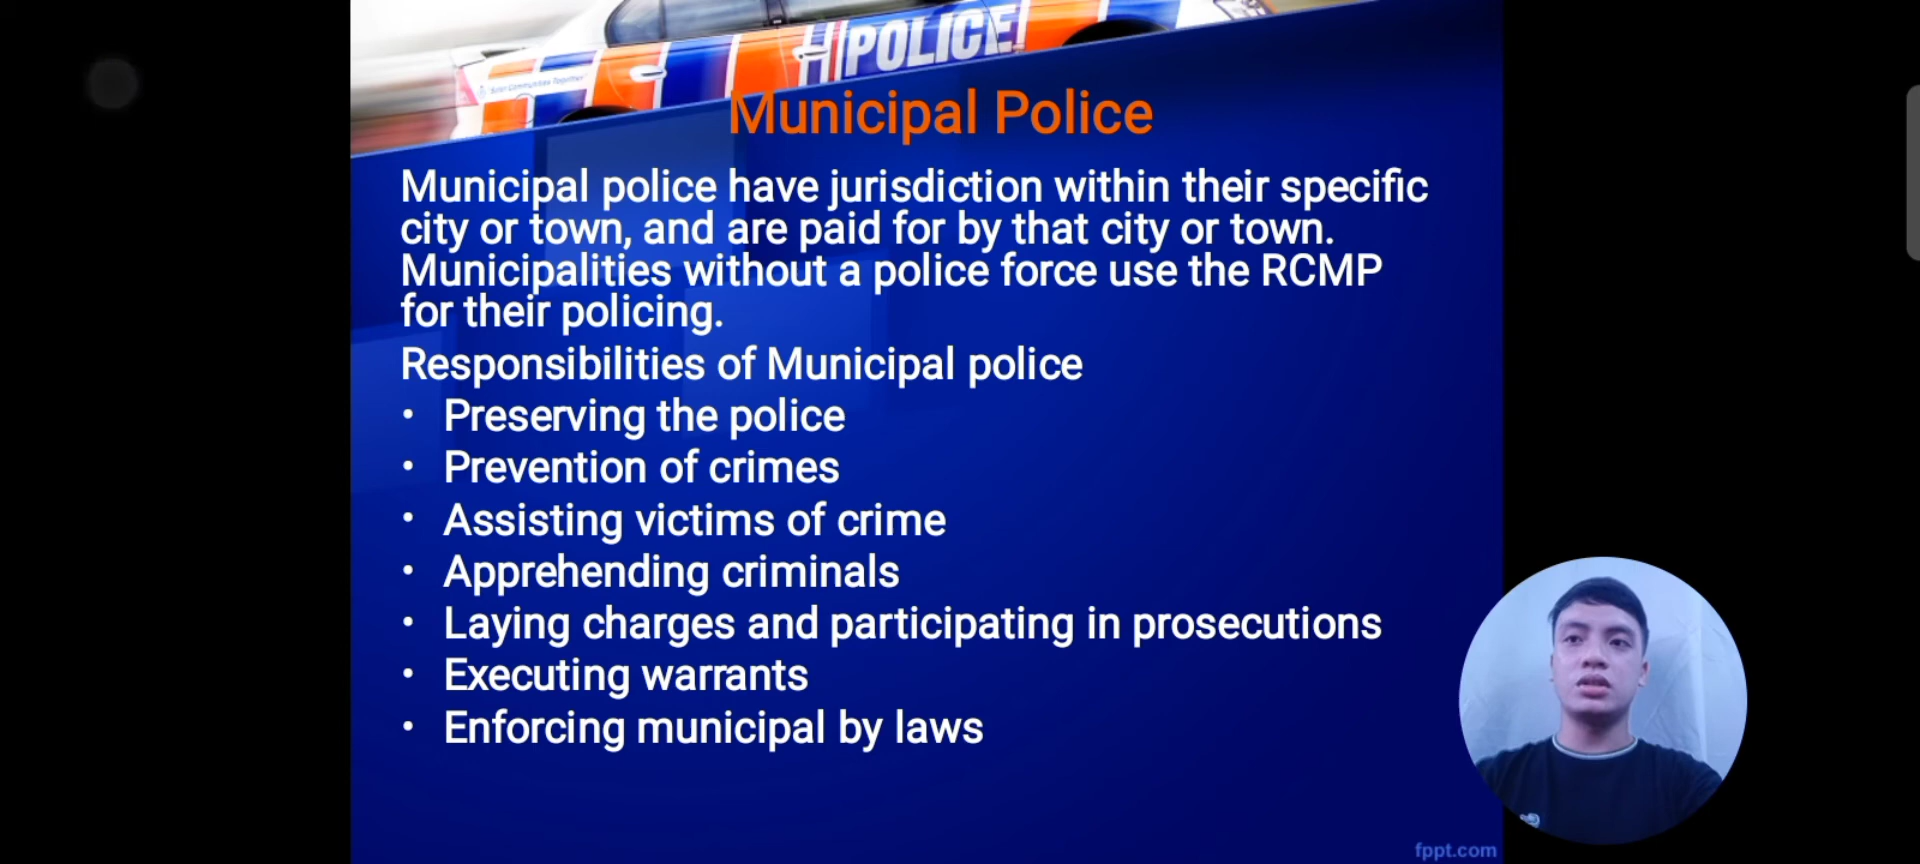 Safer Communities Together
POLICE
Municipal Police
Municipal police have jurisdiction within their specific
city or town, and are paid for by that city or town.
Municipalities without a police force use the RCMP
for their policing.
Responsibilities of Municipal police
• Preserving the police
• Prevention of crimes
• Assisting victims of crime
• Apprehending criminals
• Laying charges and participating in prosecutions
• Executing warrants
• Enforcing municipal by laws
fppt.com